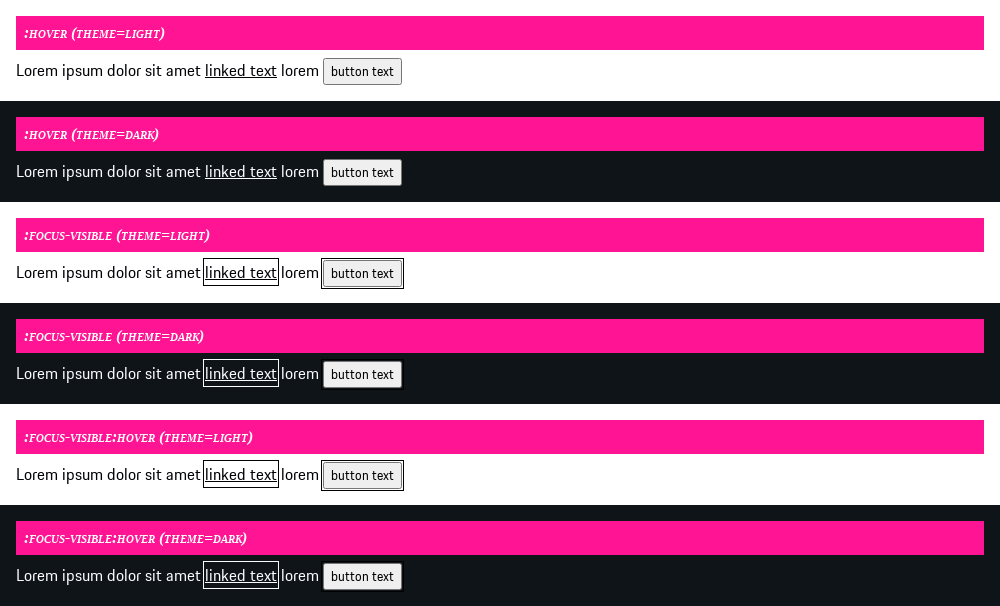 :hover (theme=light)
Lorem ipsum dolor sit amet linked text lorem button text
:hover (theme=dark)
Lorem ipsum dolor sit amet linked text lorem button text
:focus-visible (theme=light)
Lorem ipsum dolor sit amet linked text lorem button text
:focus-visible (theme=dark)
Lorem ipsum dolor sit amet linked text lorem button text
:focus-visible:hover (theme=light)
Lorem ipsum dolor sit amet linked text lorem button text
:focus-visible:hover (theme=dark)
Lorem ipsum dolor sit amet linked text lorem button text